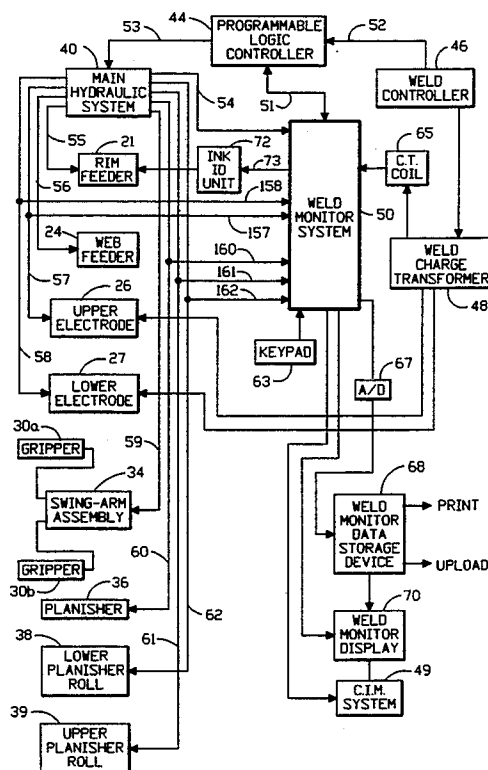 44
PROGRAMMABLE
LOGIC
CONTROLLER
53
52
46
40
MAIN
HYDRAULIC
SYSTEM
WELD
CONTROLLER
54
51
55
21
72
65
RIM
FEEDER
INK
ID
UNIT
73
WELD
MONITOR
SYSTEM
C.T.
COIL
56
158
50
24
157
WEB
FEEDER
160
WELD
CHARGE
TRANSFORMER
57
26
161
48
UPPER
ELECTRODE
162
58
27
KEYPAD
63
67
LOWER
ELECTRODE
A/D
30a
59
GRIPPER
34
68
SWING-ARM
ASSEMBLY
WELD
MONITOR
DATA
STORAGE
DEVICE
PRINT
60
UPLOAD
GRIPPER
30b
36
62
70
PLANISHER
WELD
MONITOR
DISPLAY
38
61
49
LOWER
PLANISHER
ROLL
C.I.M.
SYSTEM
39
UPPER
PLANISHER
ROLL